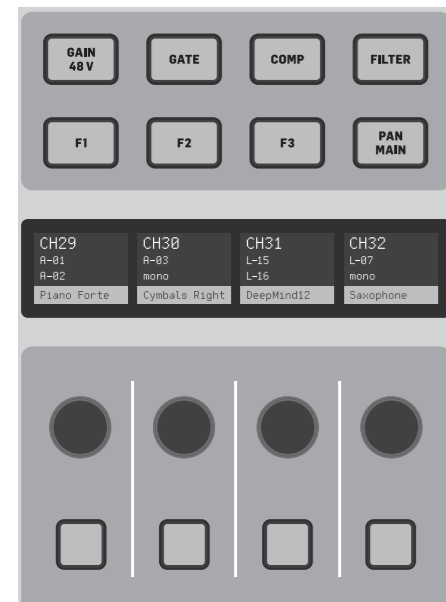 GAIN
48 V
GATE
COMP
FILTER
F1
F2
F3
PAN
MAIN
CH29
A-01
A-02
Piano Forte
CH30
A-03
mono
Cymbals Right
CH31
L-15
L-16
DeepMind12
CH32
L-07
mono
Saxophone